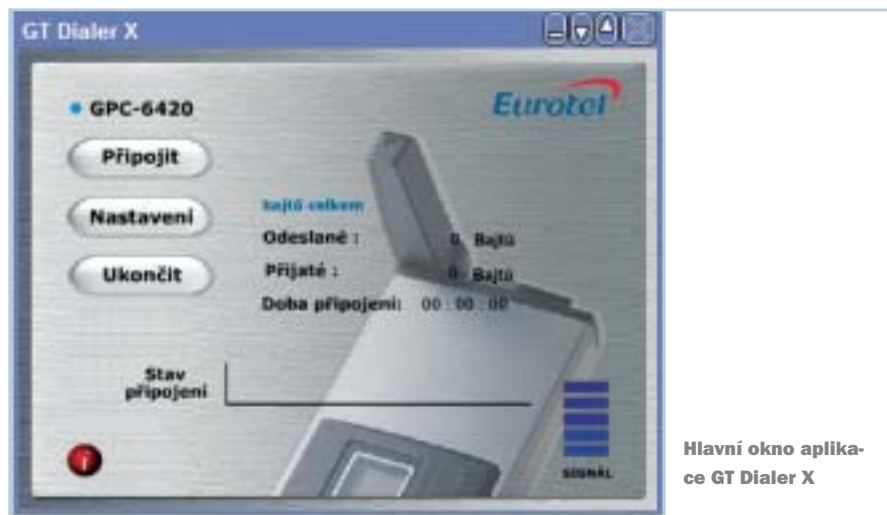 GT Dialer X
GPC-6420
Eurotel
Připojit
Nastavení
bajtů celkem
Odeslané : 0 Bajtů
Přijaté : 0 Bajtů
Ukončit
Doba připojení: 00 : 00 : 00
Stav
připojení
SIGNÁL
i
Hlavní okno aplika-
ce GT Dialer X